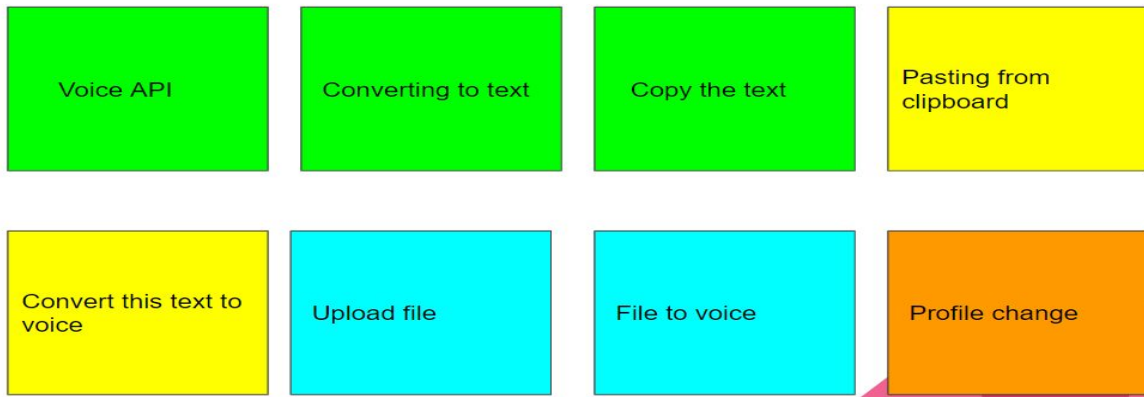 Voice API
Converting to text
Copy the text
Pasting from
clipboard
Convert this text to
voice
Upload file
File to voice
Profile change